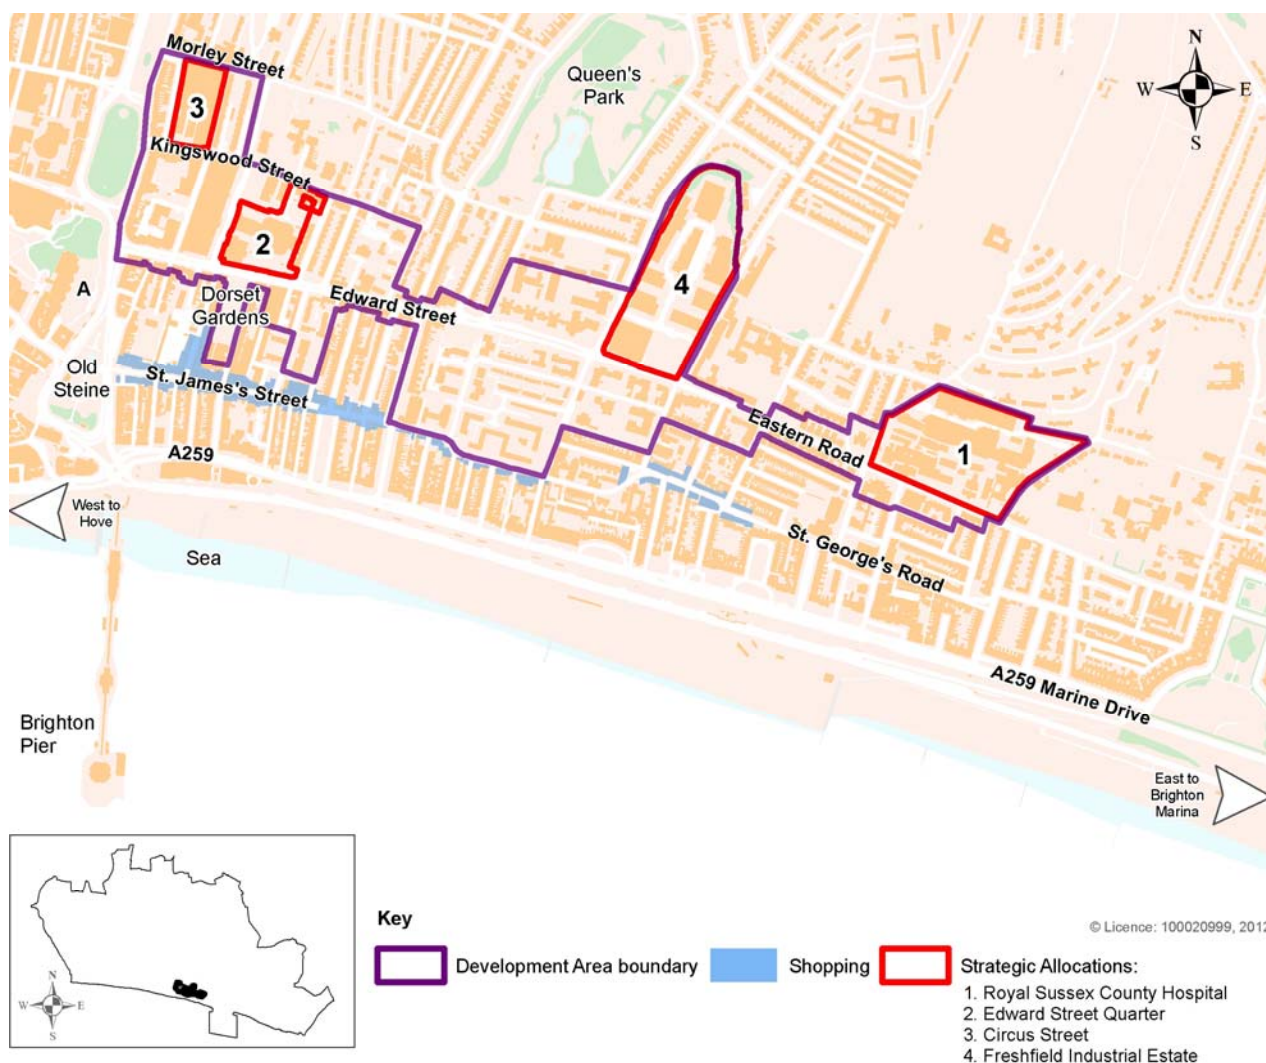 Morley Street
3
Kingswood Street
Queen's
Park
N
W
E
S
2
4
A
Dorset
Gardens
Edward Street
Old
Steine
St. James's Street
Eastern Road
1
A259
West to
Hove
Sea
St. George's Road
A259 Marine Drive
Brighton
Pier
East to
Brighton
Marina
N
W
E
S
Key
© Licence: 100020999, 2012
Development Area boundary
Shopping
Strategic Allocations:
1. Royal Sussex County Hospital
2. Edward Street Quarter
3. Circus Street
4. Freshfield Industrial Estate